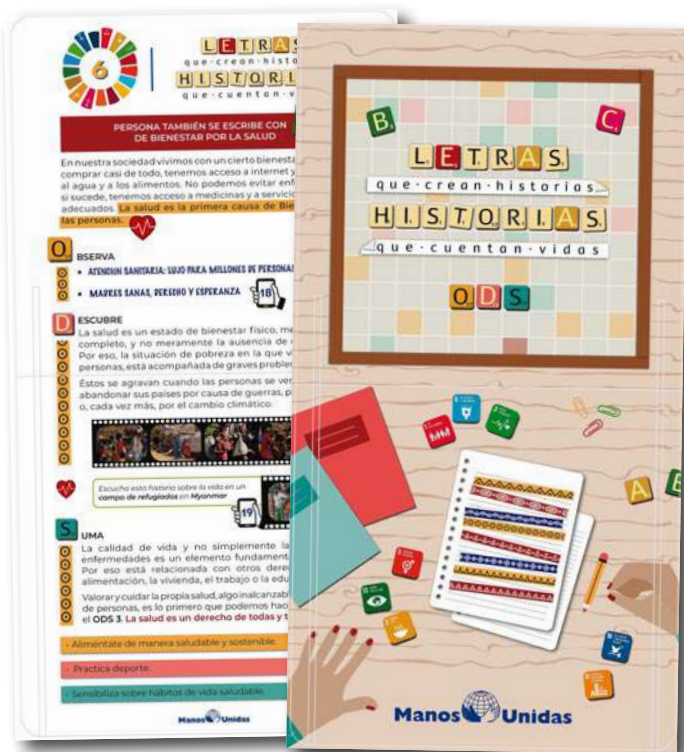 6
LETRAS
que·crean·histo
HISTORI
que·cuentan·v
PERSONA TAMBIÉN SE ESCRIBE CON
DE BIENESTAR POR LA SALUD
En nuestra sociedad vivimos con un cierto bienesta
comprar casi de todo, tenemos acceso a internet y
al agua y a los alimentos. No podemos evitar enf
si sucede, tenemos acceso a medicinas y a servicio
adecuados. La salud es la primera causa de Bie
las personas.
OBSERVA
• ATENCION SANITARIA: LUJO PARA MILLONES DE PERSONAS
• MADRES SANAS, DERECHO Y ESPERANZA
18
DESCUBRE
La salud es un estado de bienestar físico, me
completo, y no meramente la ausencia de
Por eso, la situación de pobreza en la que v
personas, está acompañada de graves proble
Éstos se agravan cuando las personas se ve
abandonar sus países por causa de guerras, p
o, cada vez más, por el cambio climático.
Escucha esta historia sobre la vida en un
campo de refugiados en Myanmar
19
SUMA
La calidad de vida y no simplemente la
enfermedades es un elemento fundament
Por eso está relacionada con otros dere
alimentación, la vivienda, el trabajo o la edu
Valorar y cuidar la propia salud, algo inalcanzabl
de personas, es lo primero que podemos hac
el ODS 3. La salud es un derecho de todas y t
- Aliméntate de manera saludable y sostenible.
- Practica deporte.
- Sensibiliza sobre hábitos de vida saludable.
Manos Unidas
B
C
LETRAS
que·crean·historias
HISTORIAS
que·cuentan·vidas
ODS
A
Manos Unidas